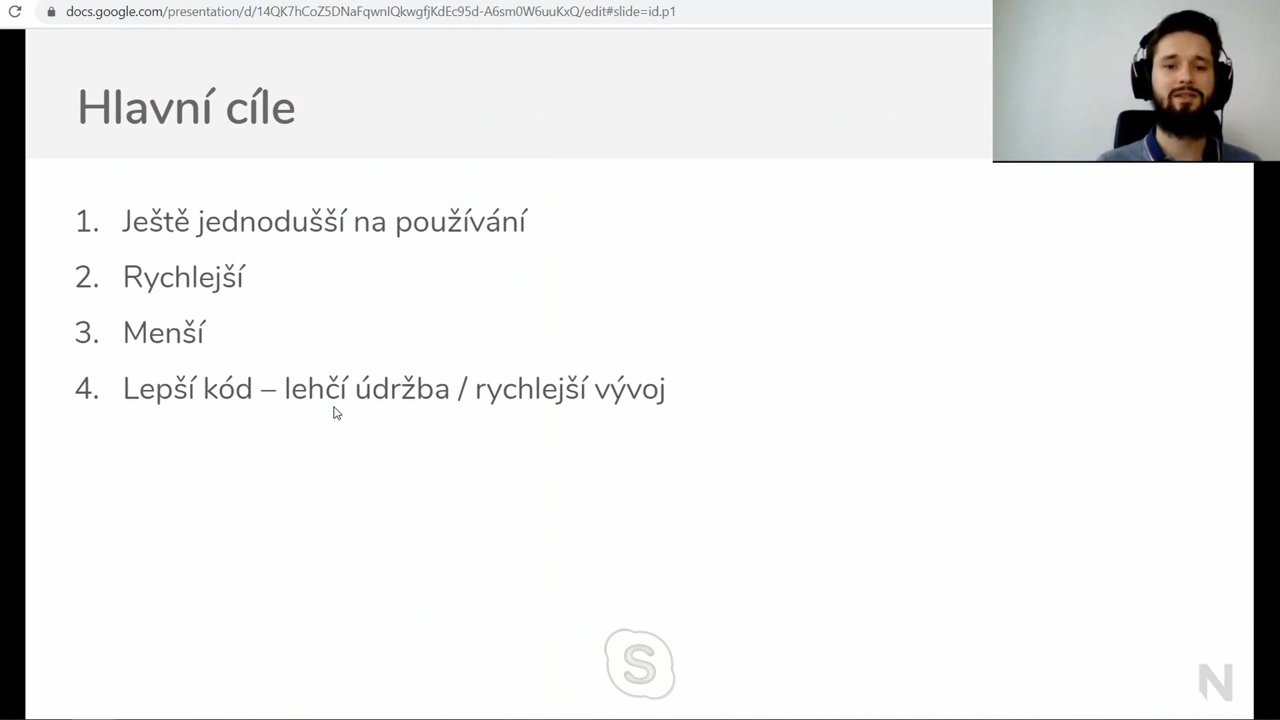 docs.google.com/presentation/d/14QK7hCoZ5DNaFqwnIQkwgfjKdEc95d-A6sm0W6uuKxQ/edit#slide=id.p1
Hlavní cíle
1. Ještě jednodušší na používání
2. Rychlejší
3. Menší
4. Lepší kód – lehčí údržba / rychlejší vývoj
S
N